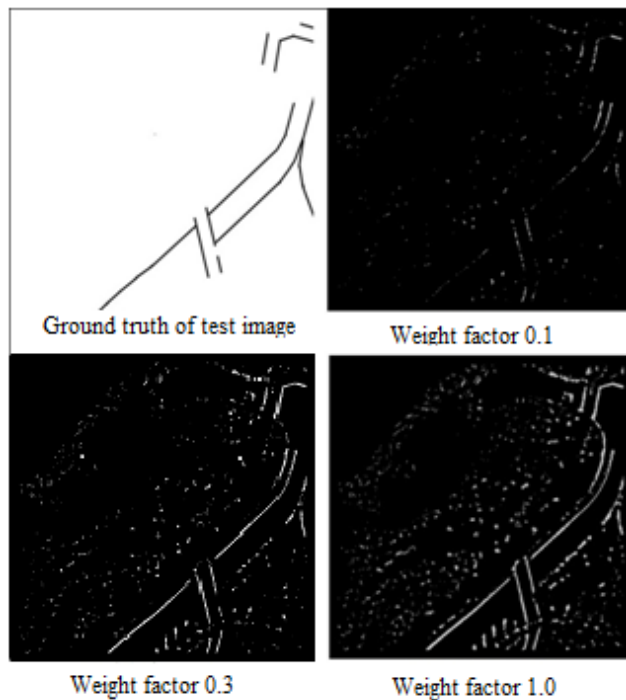 Ground truth of test image
Weight factor 0.1
Weight factor 0.3
Weight factor 1.0